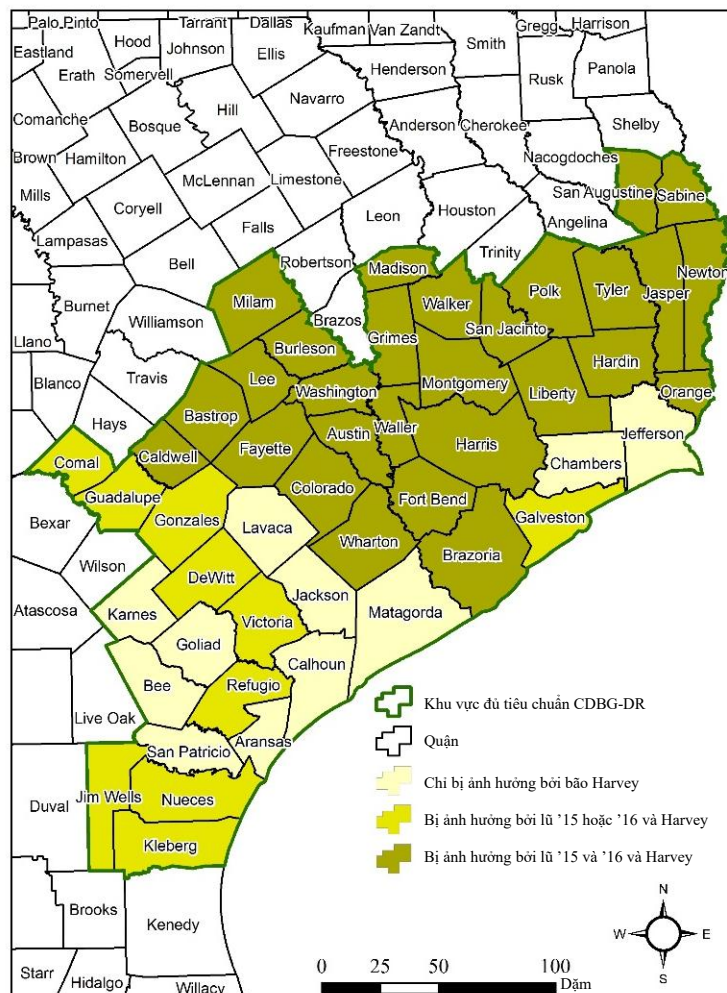 Palo Pinto Tarrant Dallas Kaufman Van Zandt Gregg Harrison
Hood Johnson Ellis Smith
Eastland Erath Somervell Henderson Rusk Panola
Hill Navarro
Comanche Bosque Anderson Cherokee Shelby
Freestone Nacogdoches
Brown Hamilton McLennan Limestone San Augustine Sabine
Mills Coryell Leon Houston Angelina
Lampasas Falls Trinity
Bell Robertson Madison Newton
Burnet Milam Walker Polk Tyler Jasper
Williamson Brazos Grimes San Jacinto
Llano Burleson Hardin
Blanco Travis Lee Washington Montgomery Liberty Orange
Hays Bastrop Austin Waller Harris Jefferson
Comal Caldwell Fayette Chambers
Guadalupe Colorado Fort Bend Galveston
Bexar Gonzales Lavaca
Wilson Wharton Brazoria
DeWitt
Atascosa Karnes Victoria Jackson Matagorda
Goliad Calhoun
Bee Refugio
Live Oak Aransas
San Patricio
Duval Jim Wells Nueces
Kleberg
Brooks Kenedy
Starr Hidalgo Willacy
Khu vực đủ tiêu chuẩn CDBG-DR
Quận
Chỉ bị ảnh hưởng bởi bão Harvey
Bị ảnh hưởng bởi lũ ’15 hoặc ’16 và Harvey
Bị ảnh hưởng bởi lũ ’15 và ’16 và Harvey
N
W E
S
0 25 50 100
Dặm